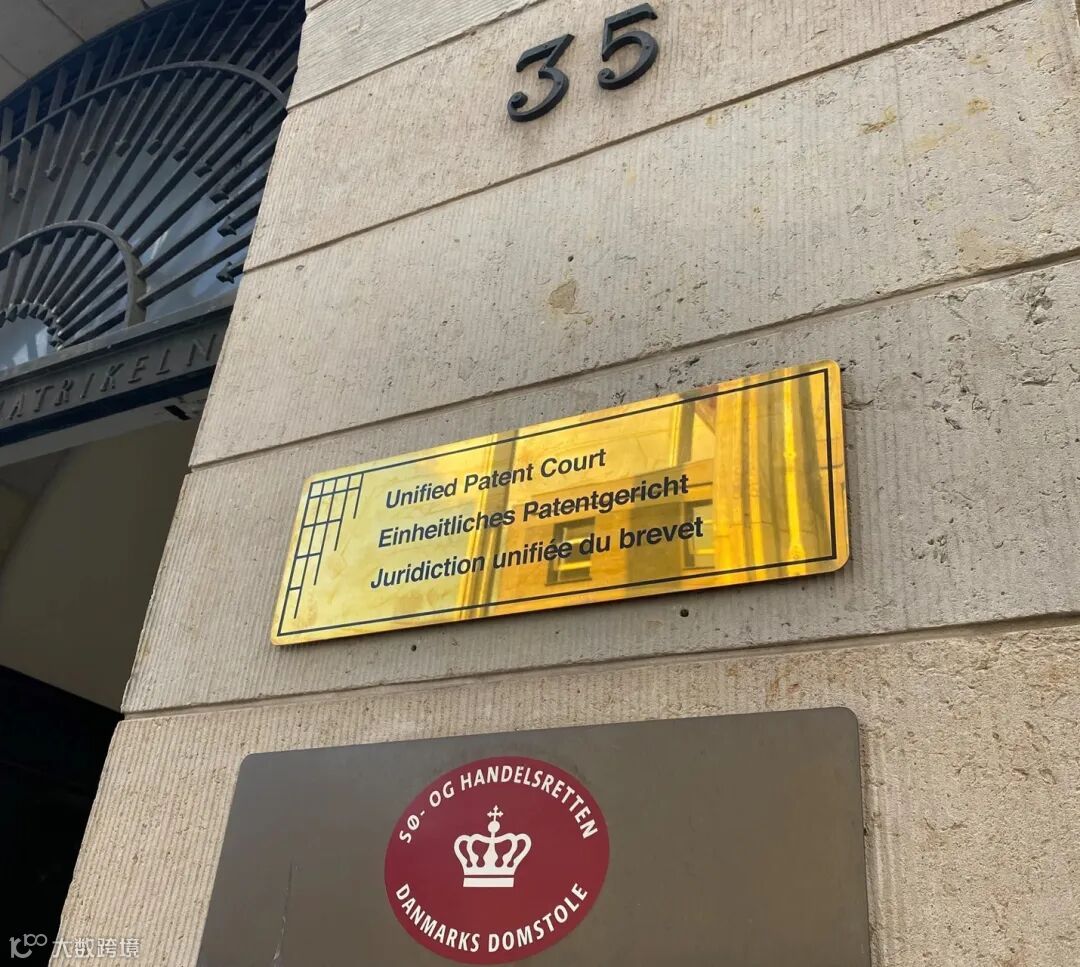 35
MATRIKELN
Unified Patent Court
Einheitliches Patentgericht
Juridiction unifiée du brevet
SØ- OG HANDELSRETTEN
DANMARKS DOMSTOLE
大数跨境